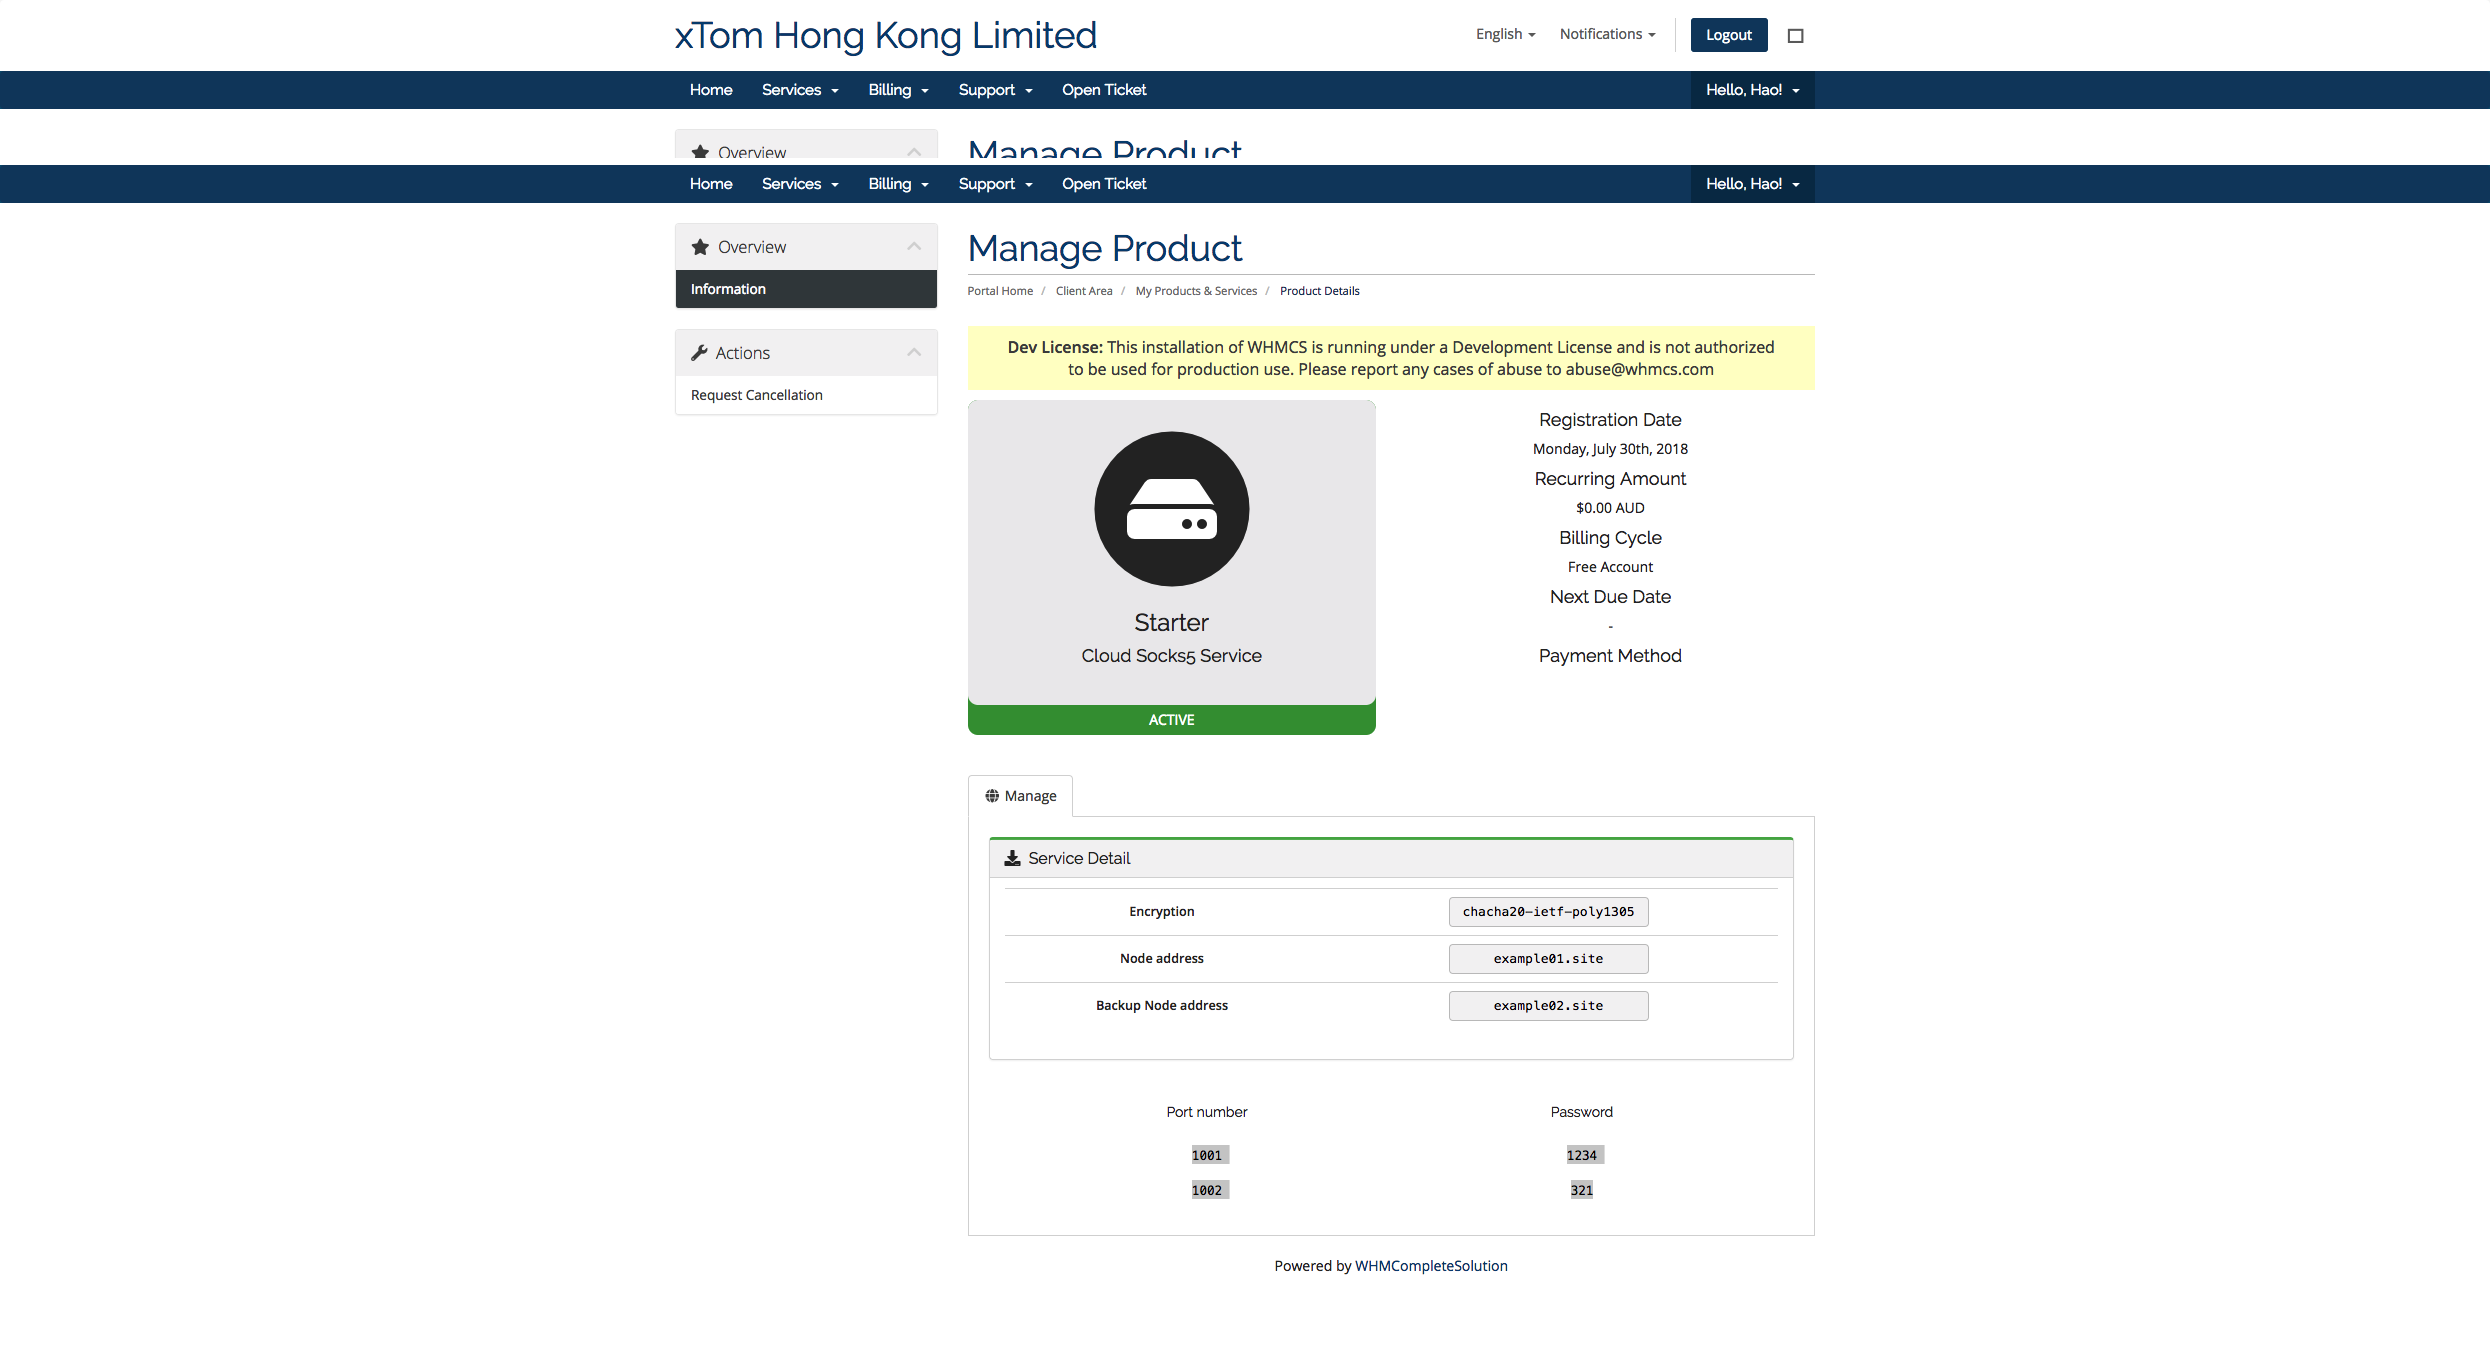 xTom Hong Kong Limited
English
Notifications
Logout
Home
Services
Billing
Support
Open Ticket
Hello, Hao!
Overview
Manage Product
Home
Services
Billing
Support
Open Ticket
Hello, Hao!
Overview
Information
Actions
Request Cancellation
Manage Product
Portal Home / Client Area / My Products & Services / Product Details
Dev License: This installation of WHMCS is running under a Development License and is not authorized
to be used for production use. Please report any cases of abuse to abuse@whmcs.com
Starter
Cloud Socks5 Service
ACTIVE
Registration Date
Monday, July 30th, 2018
Recurring Amount
$0.00 AUD
Billing Cycle
Free Account
Next Due Date
-
Payment Method
Manage
Service Detail
Encryption chacha20-ietf-poly1305
Node address example01.site
Backup Node address example02.site
Port number Password
1001 1234
1002 321
Powered by WHMCompleteSolution